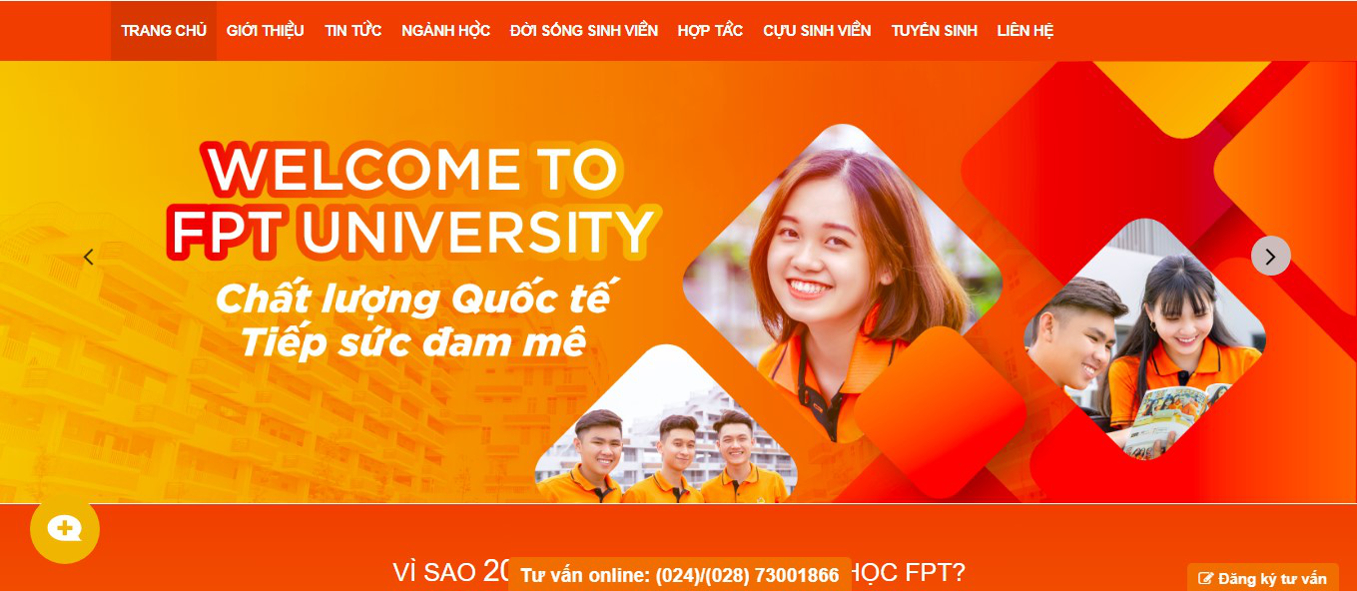 TRANG CHỦ GIỚI THIỆU TIN TỨC NGÀNH HỌC ĐỜI SỐNG SINH VIÊN HỢP TÁC CỰU SINH VIÊN TUYỂN SINH LIÊN HỆ
WELCOME TO
FPT UNIVERSITY
Chất lượng Quốc tế
Tiếp sức đam mê
VÌ SAO 20 HỌC FPT?
Tư vấn online: (024)/(028) 73001866
Đăng ký tư vấn